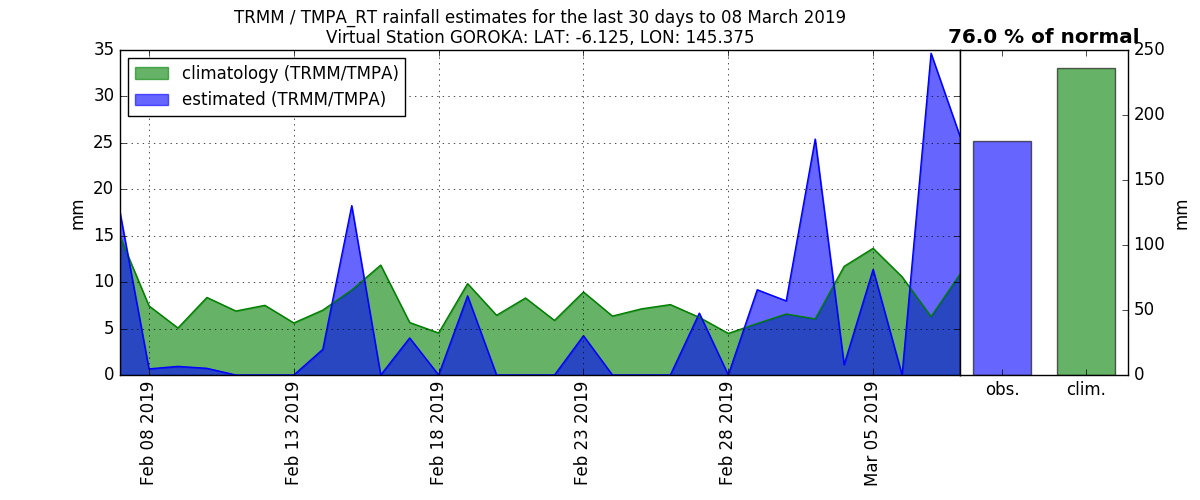 TRMM / TMPA_RT rainfall estimates for the last 30 days to 08 March 2019
Virtual Station GOROKA: LAT: -6.125, LON: 145.375
76.0 % of normal
climatology (TRMM/TMPA)
estimated (TRMM/TMPA)
35
30
25
20
15
10
5
0
mm
250
200
150
100
50
0
mm
Feb 08 2019
Feb 13 2019
Feb 18 2019
Feb 23 2019
Feb 28 2019
Mar 05 2019
obs.
clim.